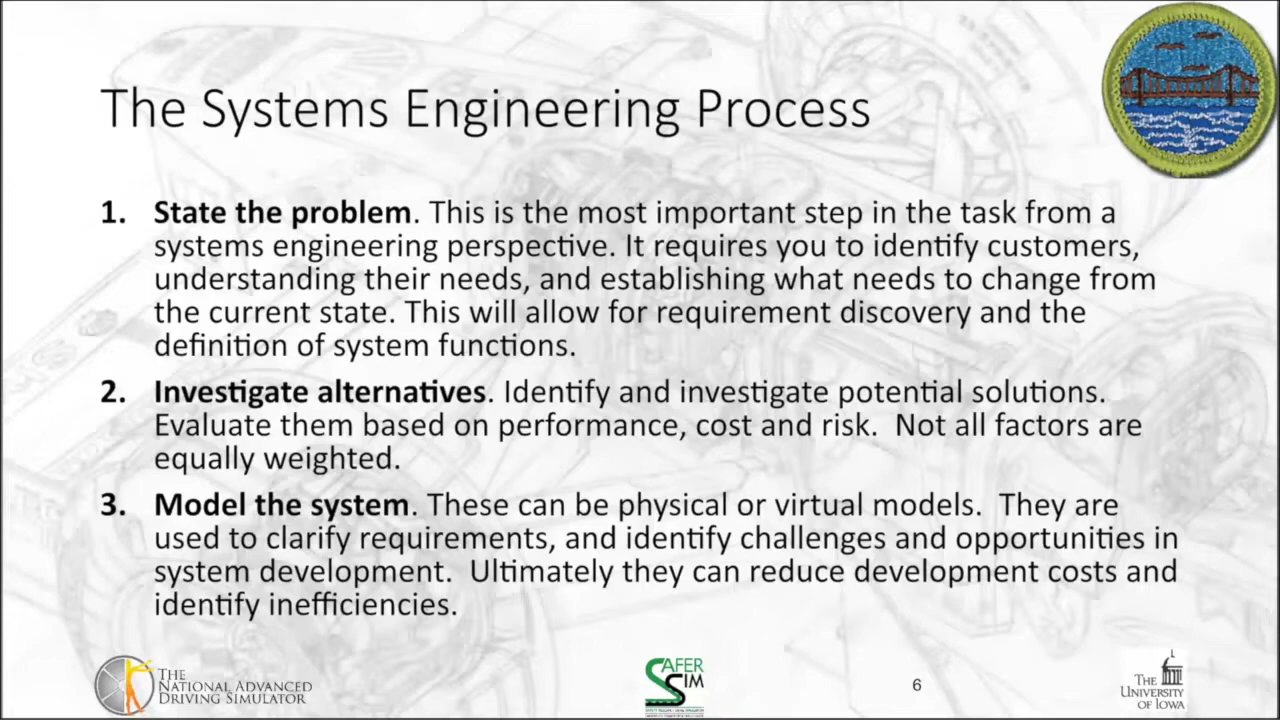 The Systems Engineering Process
1. State the problem. This is the most important step in the task from a
systems engineering perspective. It requires you to identify customers,
understanding their needs, and establishing what needs to change from
the current state. This will allow for requirement discovery and the
definition of system functions.
2. Investigate alternatives. Identify and investigate potential solutions.
Evaluate them based on performance, cost and risk.  Not all factors are
equally weighted.
3. Model the system. These can be physical or virtual models.  They are
used to clarify requirements, and identify challenges and opportunities in
system development.  Ultimately they can reduce development costs and
identify inefficiencies.
THE
NATIONAL ADVANCED
DRIVING SIMULATOR
SAFER
SIM
6
THE
UNIVERSITY
OF IOWA